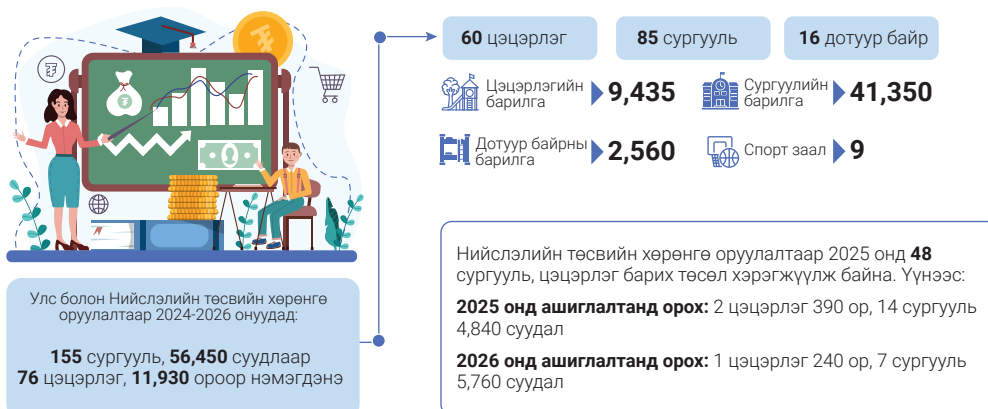 60 цэцэрлэг
85 сургууль
16 дотуур байр
Цэцэрлэгийн
барилга
9,435
Сургуулийн
барилга
41,350
Дотуур байрны
барилга
2,560
Спорт заал
9
Улс болон Нийслэлийн төсвийн хөрөнгө
оруулалтаар 2024-2026 онуудад:
155 сургууль, 56,450 суудлаар
76 цэцэрлэг, 11,930 ороор нэмэгдэнэ
Нийслэлийн төсвийн хөрөнгө оруулалтаар 2025 онд 48
сургууль, цэцэрлэг барих төсөл хэрэгжүүлж байна. Үүнээс:
2025 онд ашиглалтанд орох: 2 цэцэрлэг 390 ор, 14 сургууль
4,840 суудал
2026 онд ашиглалтанд орох: 1 цэцэрлэг 240 ор, 7 сургууль
5,760 суудал